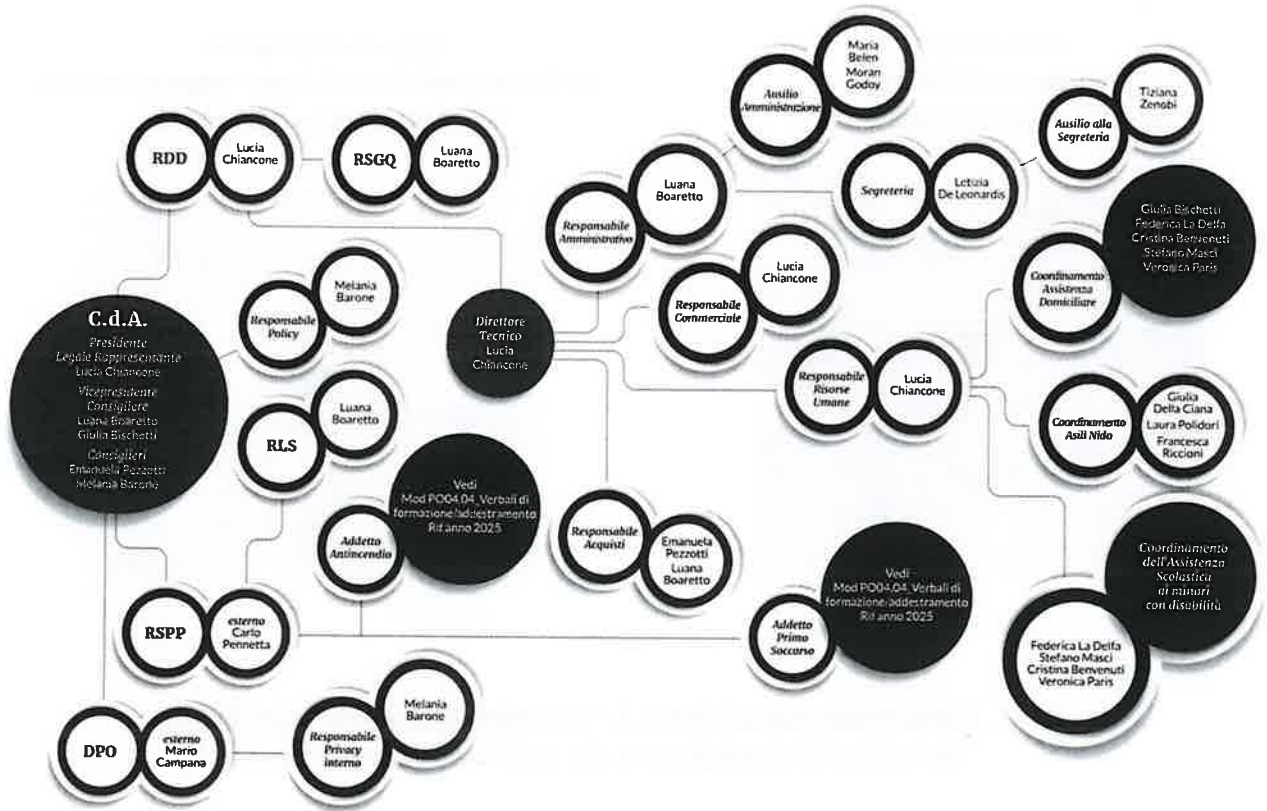 Maria
Belen
Moran
Godoy
Ausilio
Amministrazione
Tiziana
Zenobi
Ausilio alla
Segreteria
RDD
Lucia
Chiancone
RSGQ
Luana
Boaretto
Luana
Boaretto
Segreteria
Letizia
De Leonardis
Responsabile
Amministrativo
Giulia Bischetti
Federica La Delfa
Cristina Benvenuti
Stefano Masci
Veronica Paris
Coordinamento
Assistenza
Domiciliare
Lucia
Chiancone
Responsabile
Commerciale
Melania
Barone
Responsabile
Policy
C.d.A.
Presidente
Legale Rappresentante
Lucia Chiancone
Vicepresidente
Consigliere
Luana Boaretto
Giulia Bischetti
Consiglieri
Emanuela Pezzotti
Melania Barone
Direttore
Tecnico
Lucia
Chiancone
Responsabile
Risorse
Umane
Lucia
Chiancone
Luana
Boaretto
RLS
Coordinamento
Asili Nido
Giulia
Della Ciana
Laura Polidori
Francesca
Riccioni
Vedi
Mod PO04.04_Verbali di
formazione/addestramento
Rif anno 2025
Addetto
Antincendio
Responsabile
Acquisti
Emanuela
Pezzotti
Luana
Boaretto
Vedi
Mod PO04.04_Verbali di
formazione/addestramento
Rif anno 2025
Addetto
Primo
Soccorso
Coordinamento
dell'Assistenza
Scolastica
ai minori
con disabilità
Federica La Delfa
Stefano Masci
Cristina Benvenuti
Veronica Paris
RSPP
esterno
Carlo
Pennetta
DPO
esterno
Mario
Campana
Responsabile
Privacy
interno
Melania
Barone